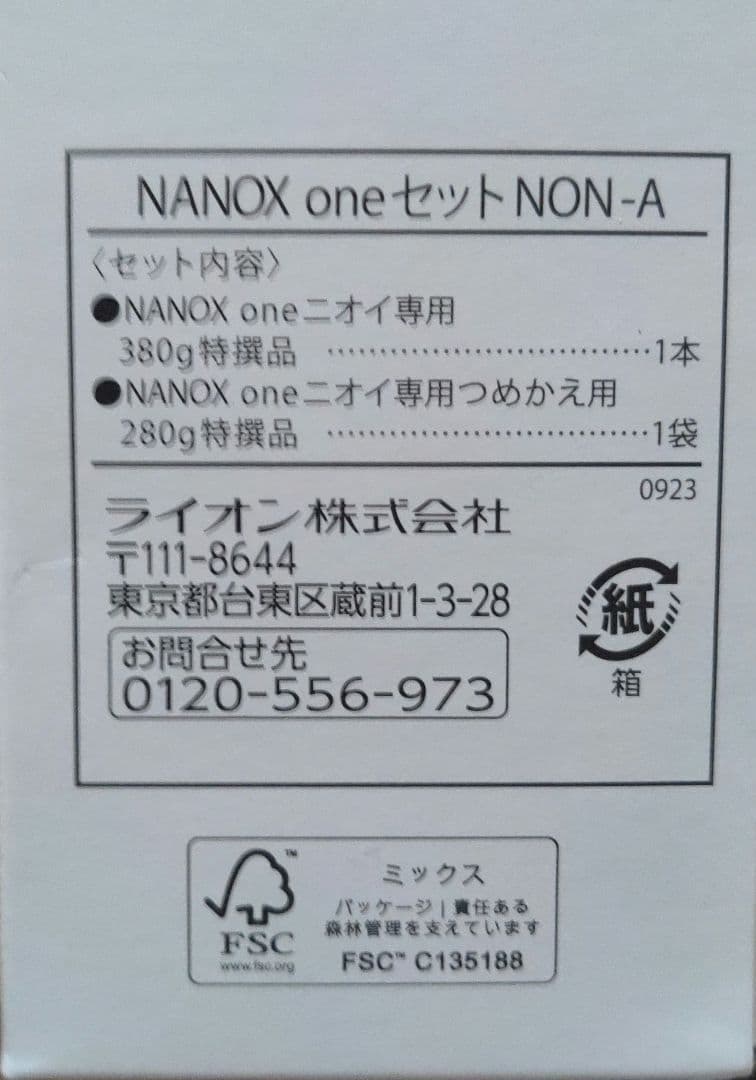 NANOX oneセットNON-A
〈セット内容〉
●NANOX oneニオイ専用
380g特撰品 ································1本
●NANOX oneニオイ専用つめかえ用
280g特撰品 ································1袋
0923
ライオン株式会社
〒111-8644
東京都台東区蔵前1-3-28
お問合せ先
0120-556-973
紙
箱
FSC
www.fsc.org
ミックス
パッケージ | 責任ある
森林管理を支えています
FSC™ C135188